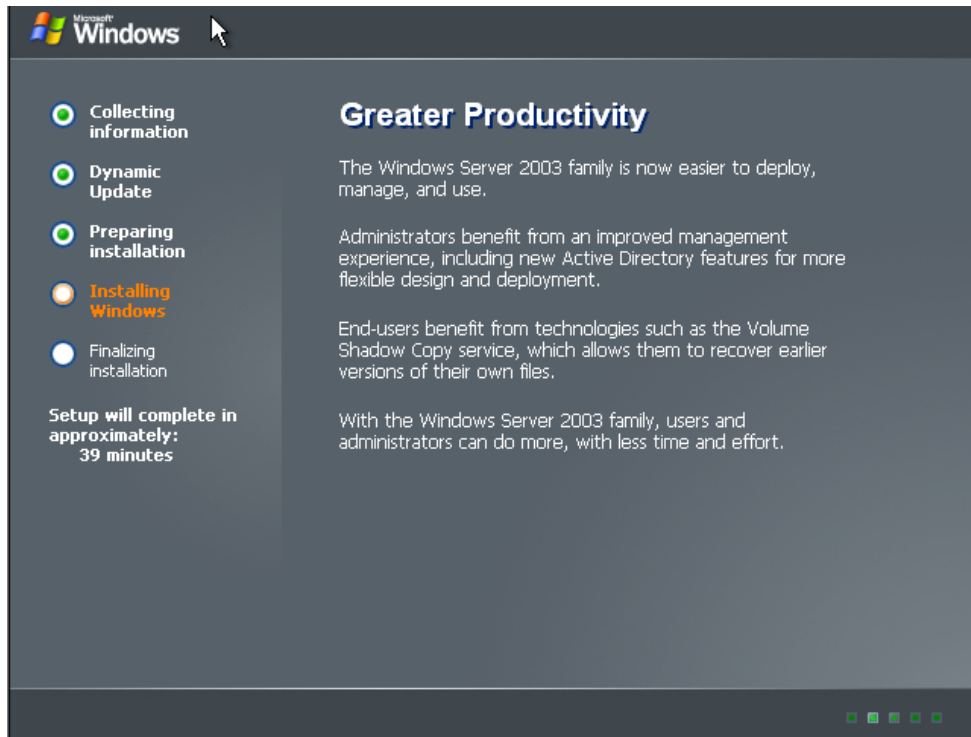 Microsoft
Windows
Collecting
information
Dynamic
Update
Preparing
installation
Installing
Windows
Finalizing
installation
Setup will complete in
approximately:
39 minutes
Greater Productivity
The Windows Server 2003 family is now easier to deploy,
manage, and use.
Administrators benefit from an improved management
experience, including new Active Directory features for more
flexible design and deployment.
End-users benefit from technologies such as the Volume
Shadow Copy service, which allows them to recover earlier
versions of their own files.
With the Windows Server 2003 family, users and
administrators can do more, with less time and effort.